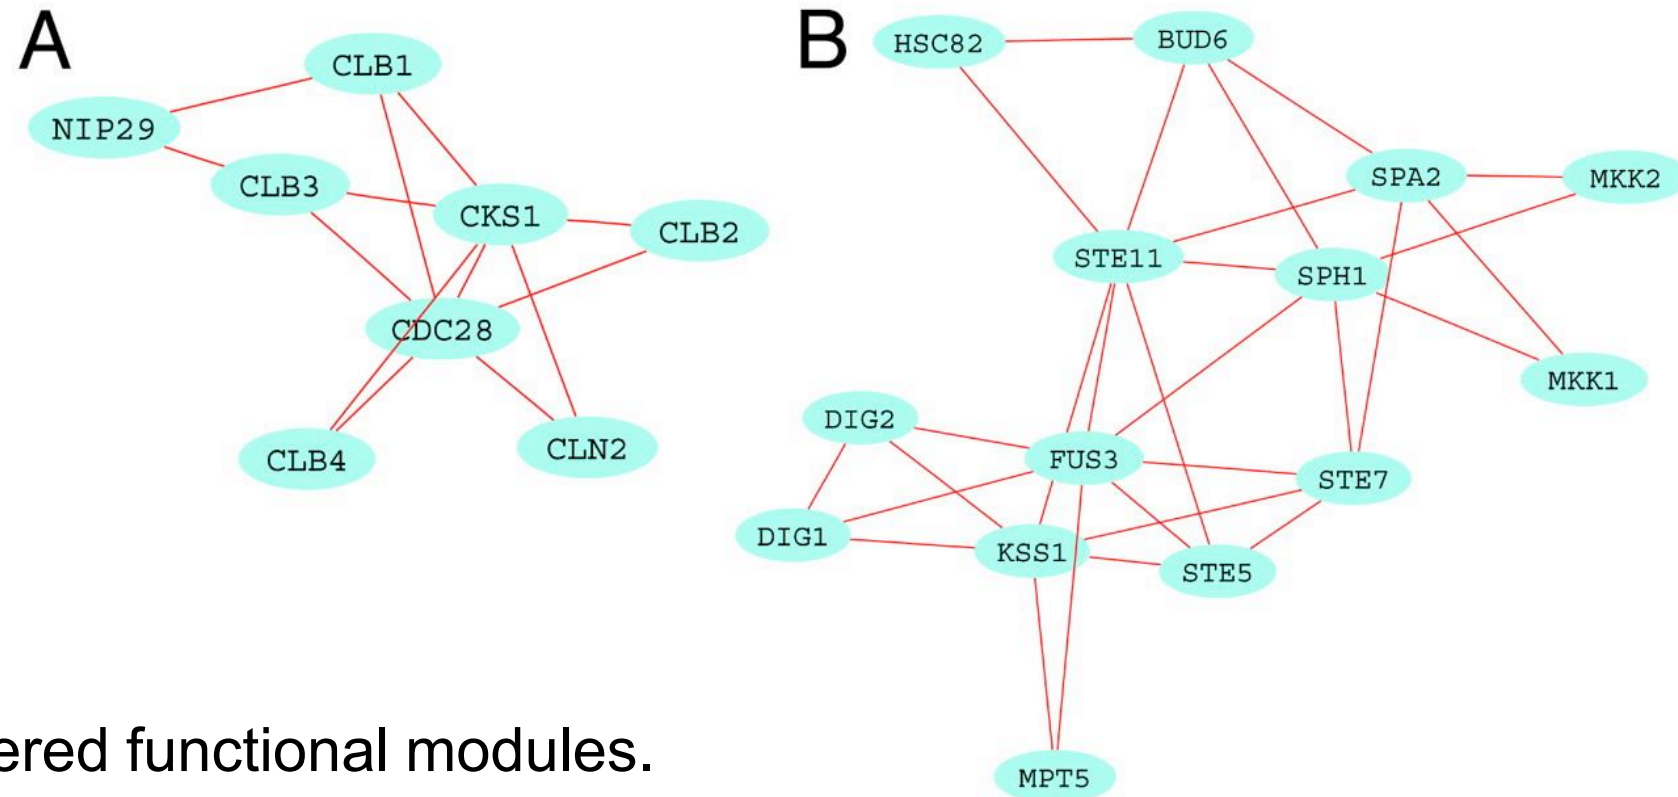 A
CLB1
NIP29
CLB3
CKS1
CLB2
CDC28
CLB4
CLN2
B
HSC82
BUD6
SPA2
MKK2
STE11
SPH1
MKK1
DIG2
FUS3
STE7
DIG1
KSS1
STE5
MPT5
ered functional modules.